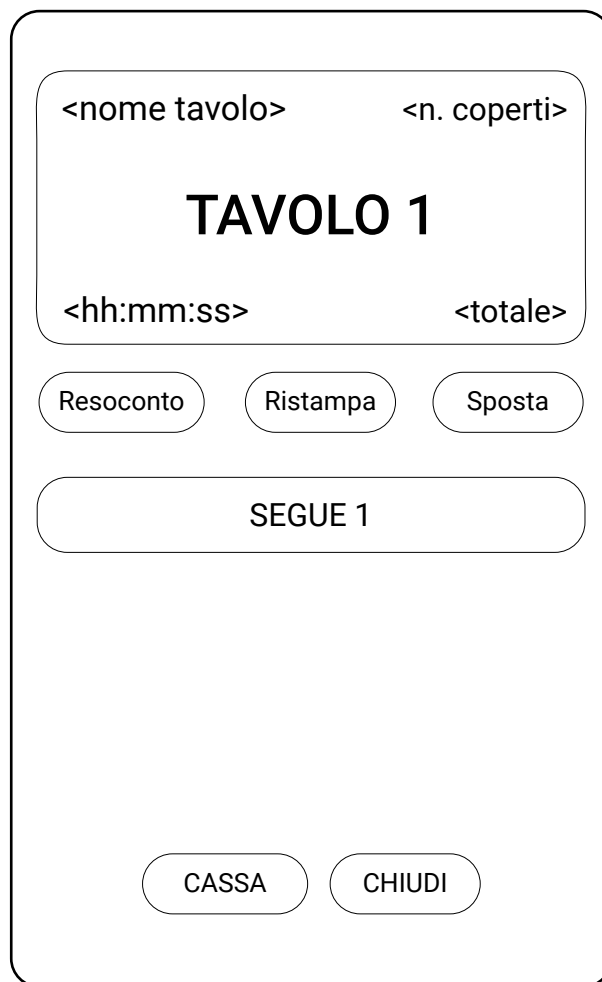 <nome tavolo> <n. coperti>
TAVOLO 1
<hh:mm:ss> <totale>
Resoconto Ristampa Sposta
SEGUE 1
CASSA CHIUDI